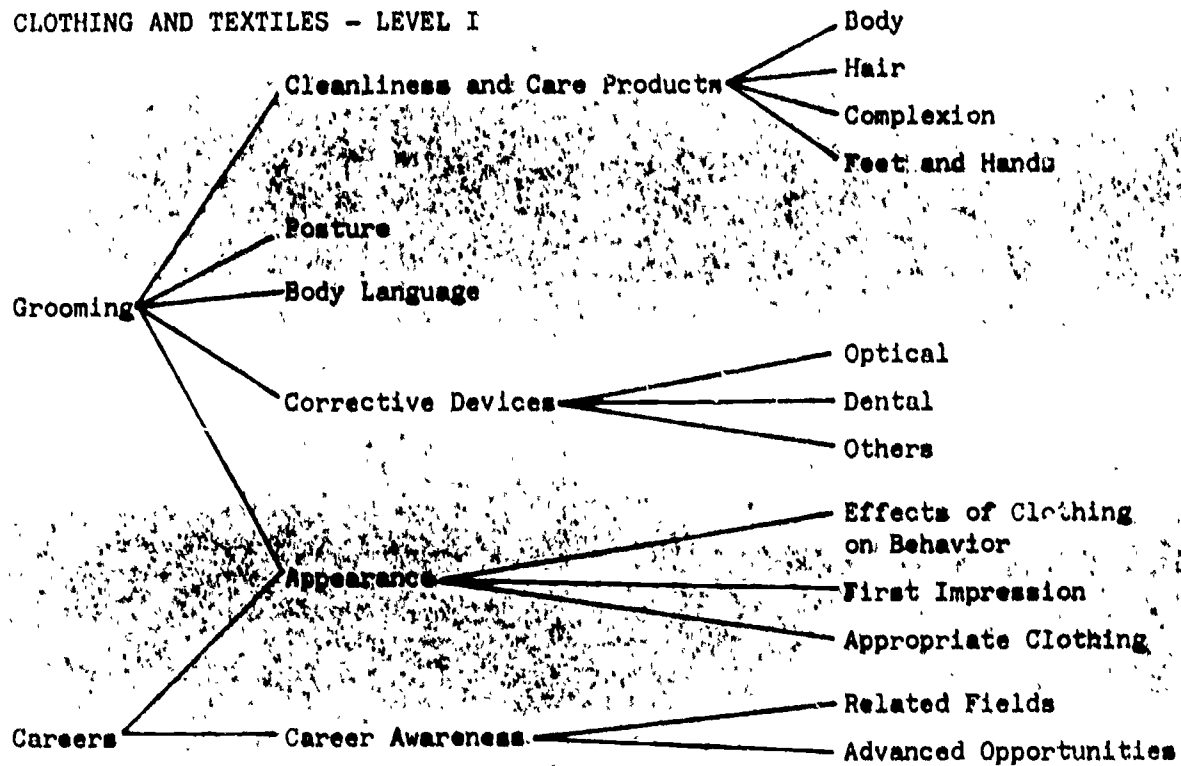 CLOTHING AND TEXTILES - LEVEL I
Body
Cleanliness and Care Products
Hair
Complexion
Feet and Hands
Posture
Body Language
Grooming
Optical
Corrective Devices
Dental
Others
Effects of Clothing
on Behavior
Appearance
First Impression
Appropriate Clothing
Related Fields
Careers
Career Awareness
Advanced Opportunities